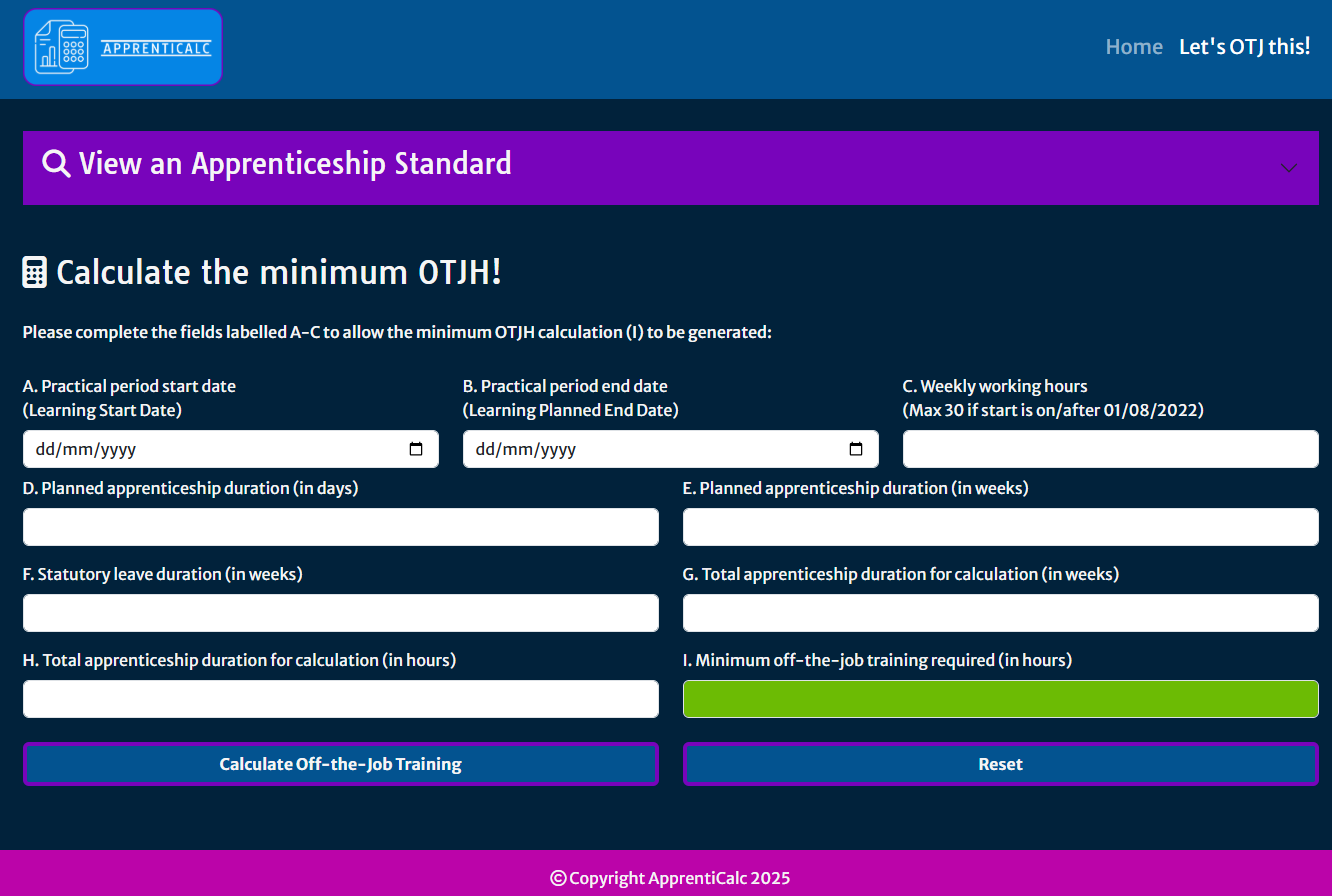 APPRENTICALC
Home Let's OTJ this!
View an Apprenticeship Standard
Calculate the minimum OTJH!
Please complete the fields labelled A-C to allow the minimum OTJH calculation (I) to be generated:
A. Practical period start date
(Learning Start Date)
dd/mm/yyyy
B. Practical period end date
(Learning Planned End Date)
dd/mm/yyyy
C. Weekly working hours
(Max 30 if start is on/after 01/08/2022)
D. Planned apprenticeship duration (in days)
E. Planned apprenticeship duration (in weeks)
F. Statutory leave duration (in weeks)
G. Total apprenticeship duration for calculation (in weeks)
H. Total apprenticeship duration for calculation (in hours)
I. Minimum off-the-job training required (in hours)
Calculate Off-the-Job Training
Reset
© Copyright ApprentiCalc 2025